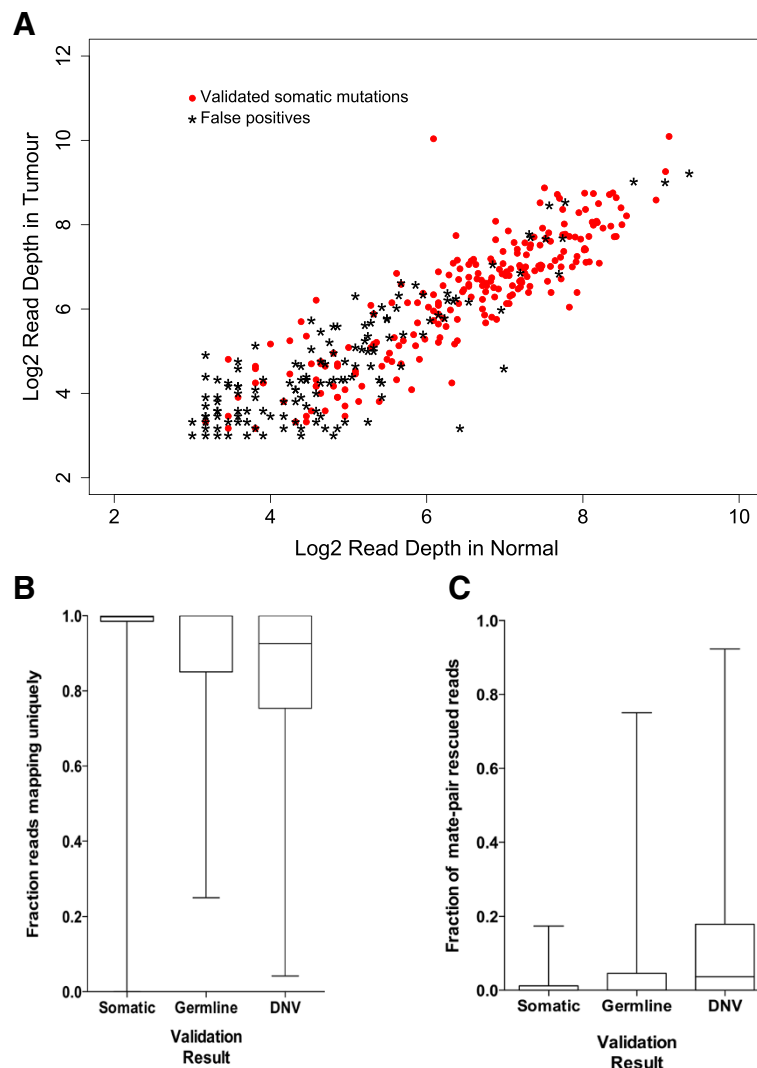 A
Log2 Read Depth in Tumour
12
10
8
6
4
2
Validated somatic mutations
False positives
2 4 6 8 10
Log2 Read Depth in Normal
B
Fraction reads mapping uniquely
1.0
0.8
0.6
0.4
0.2
0.0
Somatic Germline DNV
Validation
Result
C
Fraction of mate-pair rescued reads
1.0
0.8
0.6
0.4
0.2
0.0
Somatic Germline DNV
Validation
Result